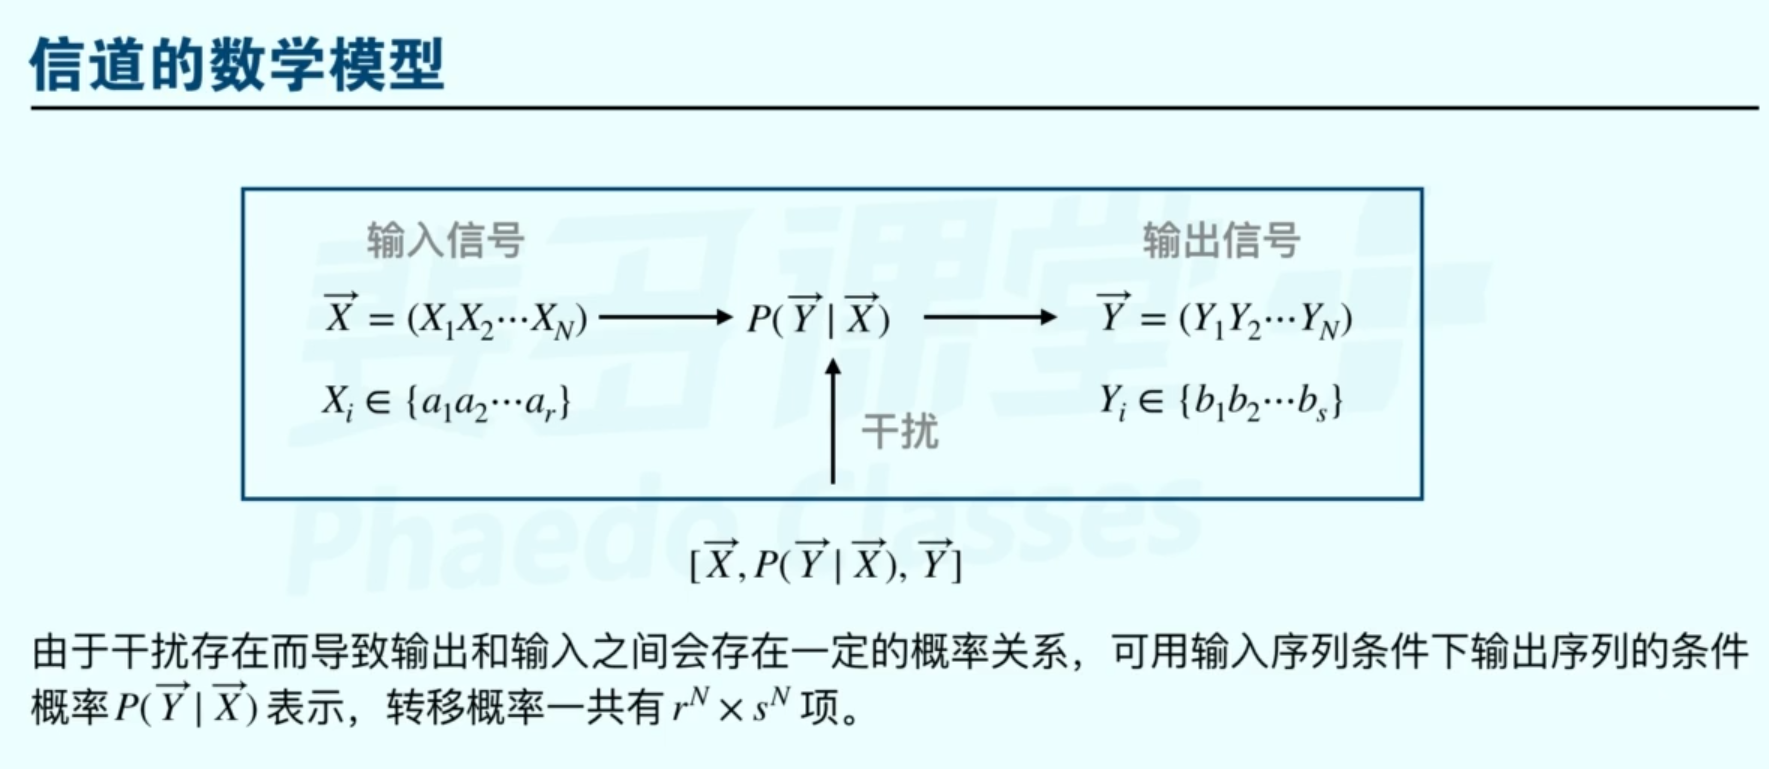 信道的数学模型
输入信号
输出信号
$\overrightarrow{X} = (X_1X_2\cdots X_N)$ → $P(\overrightarrow{Y} | \overrightarrow{X})$ → $\overrightarrow{Y} = (Y_1Y_2\cdots Y_N)$
$X_i \in \{a_1a_2\cdots a_r\}$
$Y_i \in \{b_1b_2\cdots b_s\}$
干扰
$[\overrightarrow{X}, P(\overrightarrow{Y} | \overrightarrow{X}), \overrightarrow{Y}]$
由于干扰存在而导致输出和输入之间会存在一定的概率关系，可用输入序列条件下输出序列的条件
概率 $P(\overrightarrow{Y} | \overrightarrow{X})$ 表示，转移概率一共有 $r^N \times s^N$ 项。
斐多课堂
Phaedo Classes